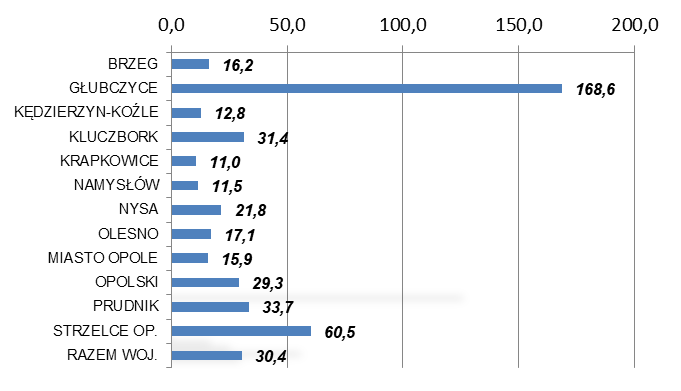 0,0 50,0 100,0 150,0 200,0
BRZEG 16,2
GŁUBCZYCE 168,6
KĘDZIERZYN-KOŹLE 12,8
KLUCZBORK 31,4
KRAPKOWICE 11,0
NAMYSŁÓW 11,5
NYSA 21,8
OLESNO 17,1
MIASTO OPOLE 15,9
OPOLSKI 29,3
PRUDNIK 33,7
STRZELCE OP. 60,5
RAZEM WOJ. 30,4